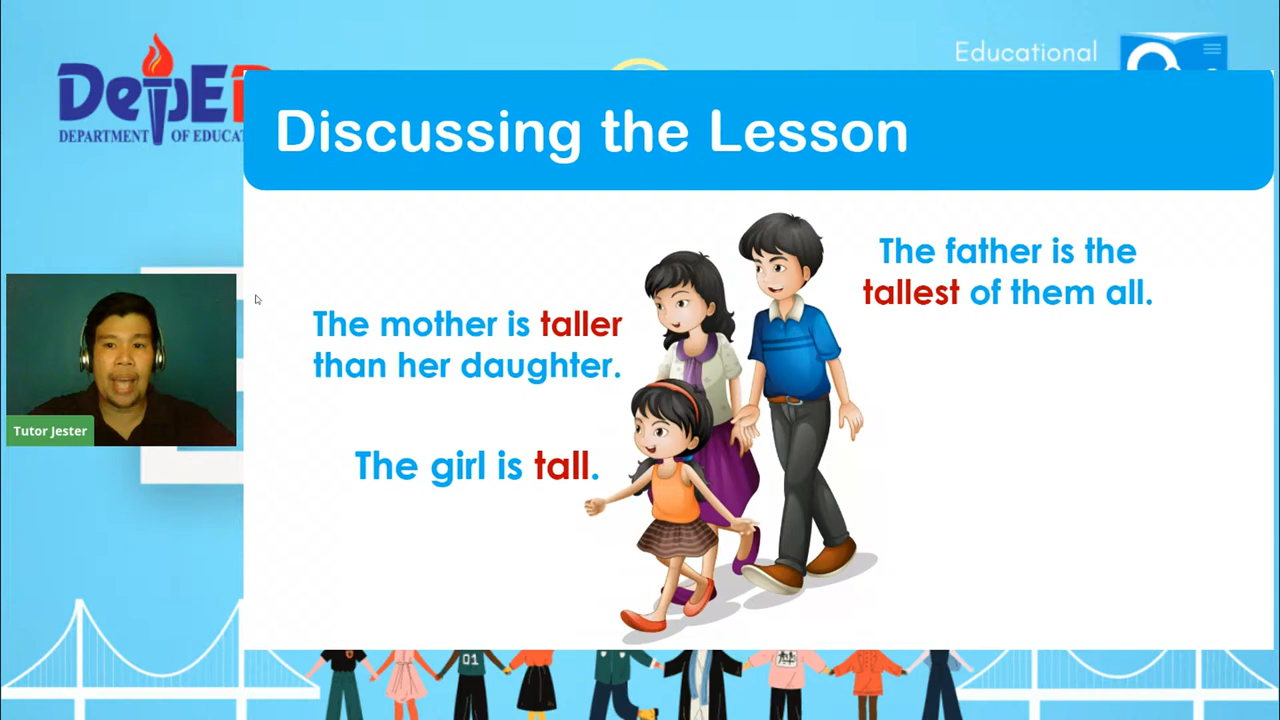 DepED
DEPARTMENT OF EDUCAT
Educational
Discussing the Lesson
The father is the
tallest of them all.
The mother is taller
than her daughter.
Tutor Jester
The girl is tall.
01